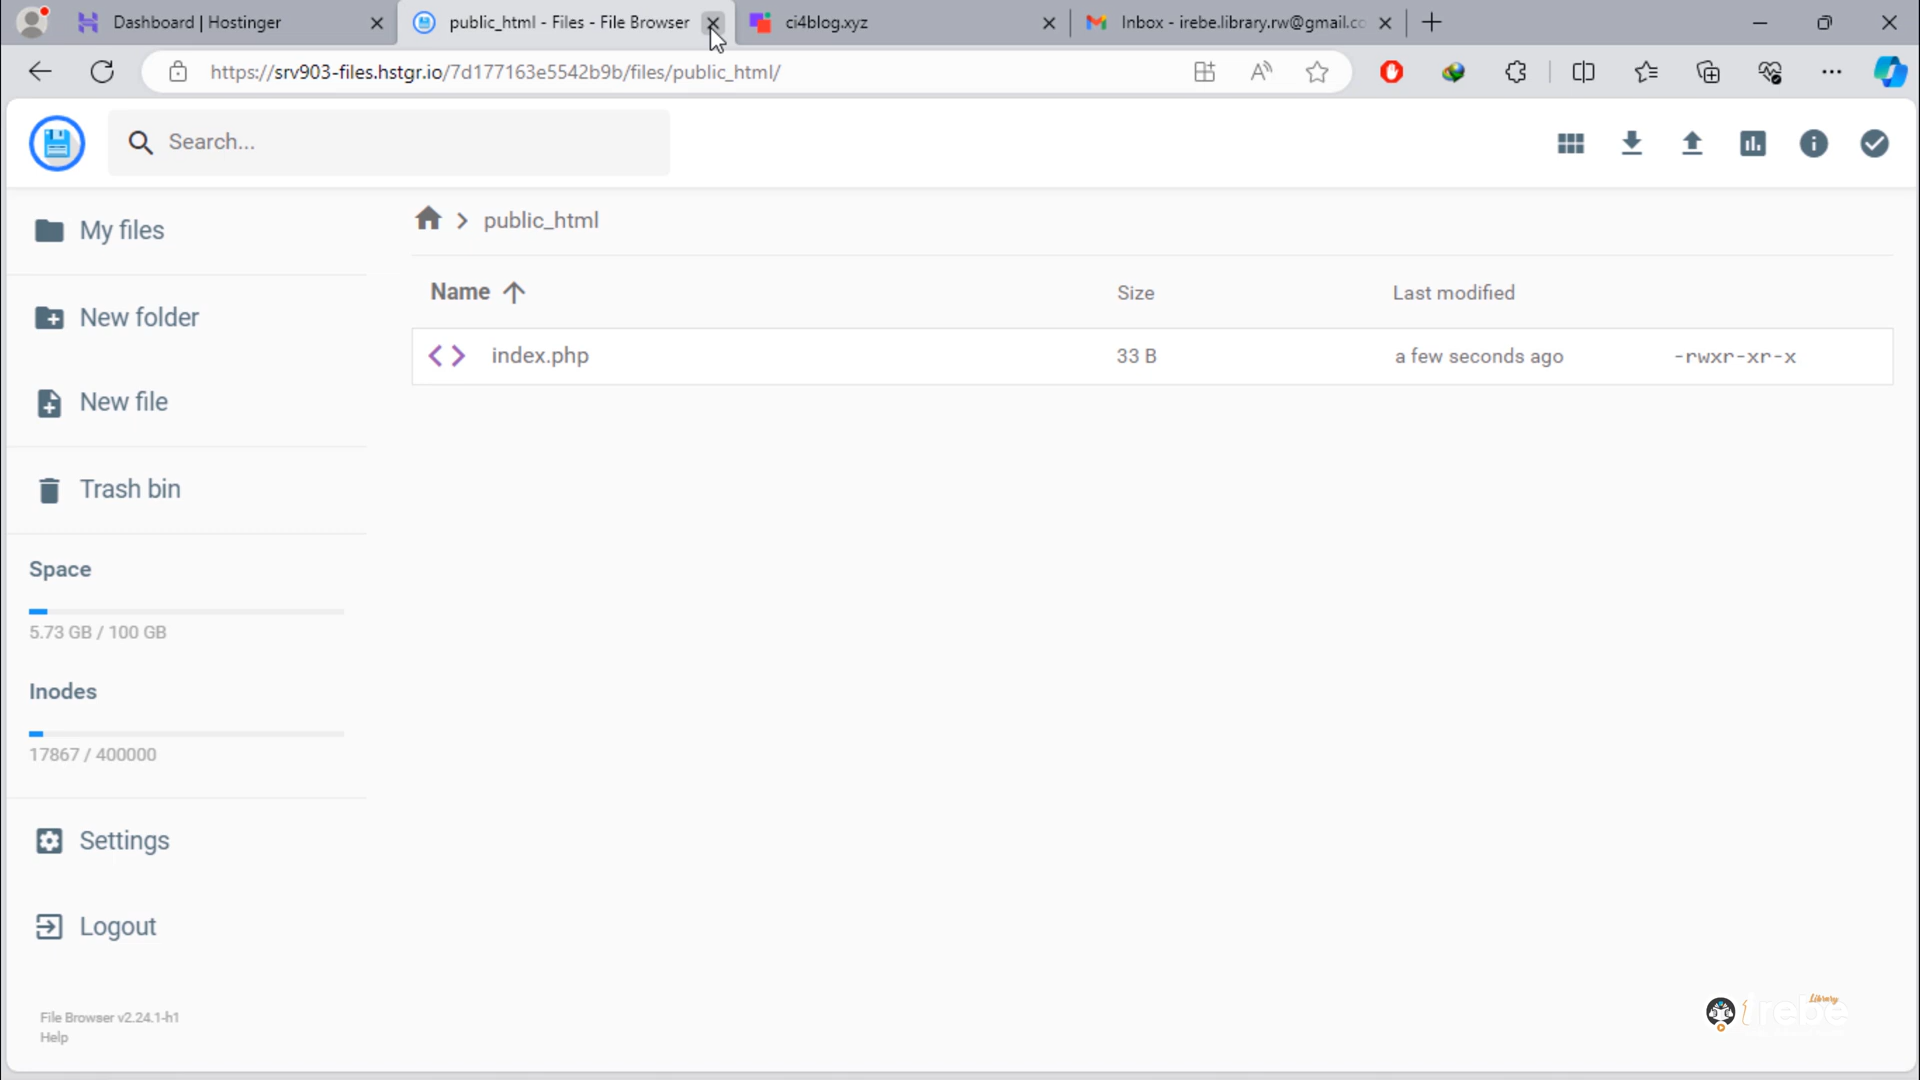 Dashboard | Hostinger
public_html - Files - File Browser
ci4blog.xyz
Inbox - irebe.library.rw@gmail.co
https://srv903-files.hstgr.io/7d177163e5542b9b/files/public_html/
Search...
My files
public_html
New folder
Name
Size
Last modified
index.php
33 B
a few seconds ago
-rwxr-xr-x
New file
Trash bin
Space
5.73 GB / 100 GB
Inodes
17867 / 400000
Settings
Logout
File Browser v2.24.1-h1
Help
Library
irebe